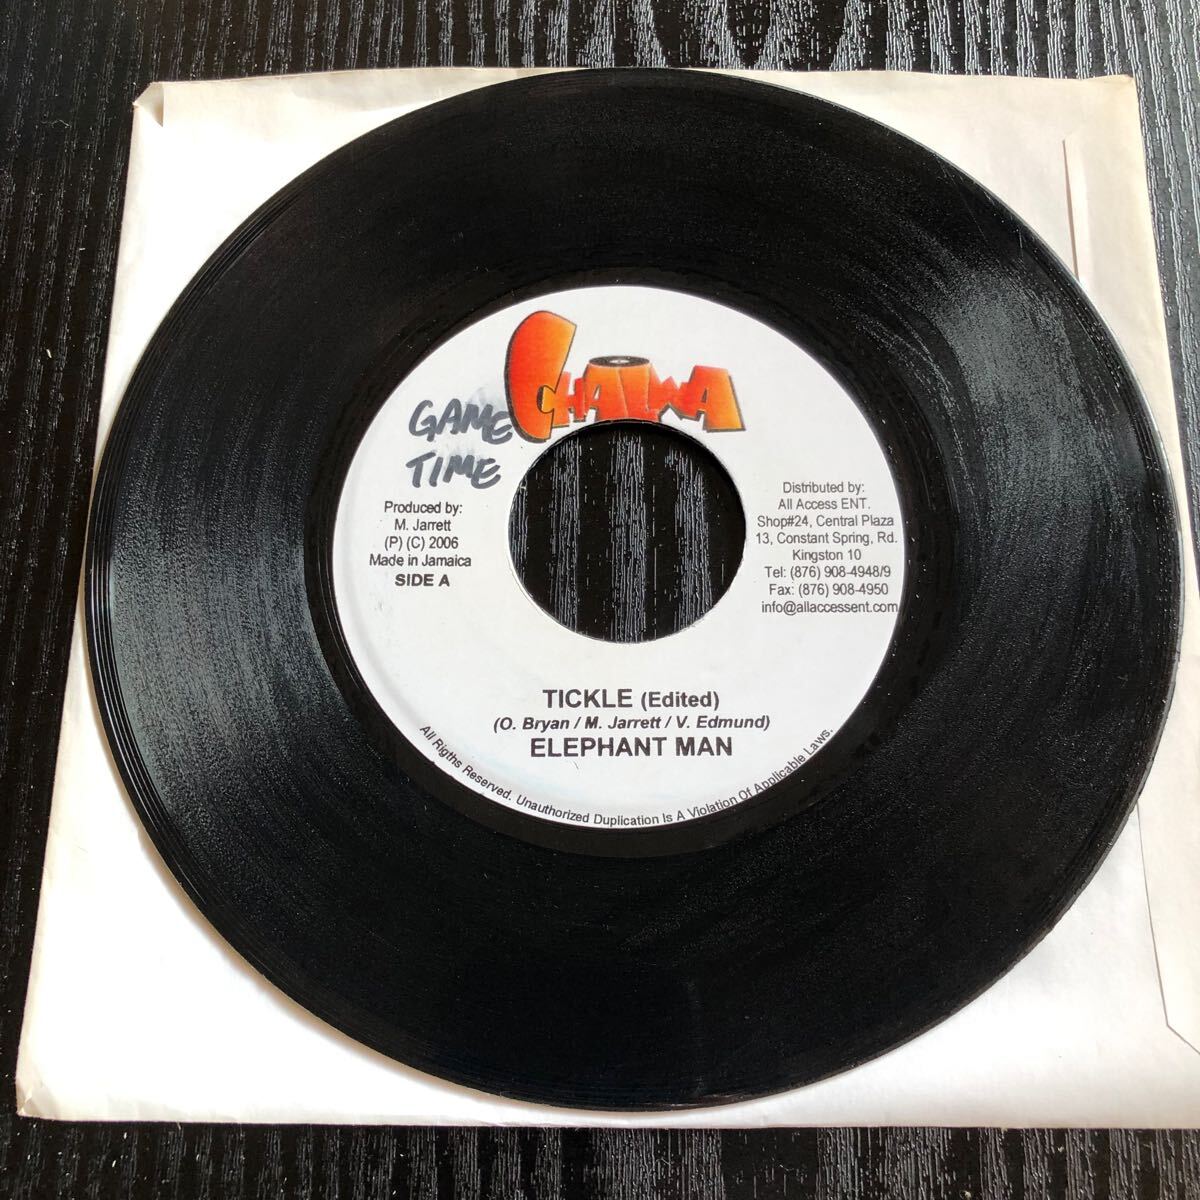 CHALWA
GAME
TIME
Produced by:
M. Jarrett
(P) (C) 2006
Made in Jamaica
SIDE A
Distributed by:
All Access ENT.
Shop#24, Central Plaza
13, Constant Spring, Rd.
Kingston 10
Tel: (876) 908-4948/9
Fax: (876) 908-4950
info@allaccessent.com
TICKLE (Edited)
(O. Bryan / M. Jarrett / V. Edmund)
ELEPHANT MAN
All Rigths Reserved. Unauthorized Duplication Is A Violation Of Applicable Laws.